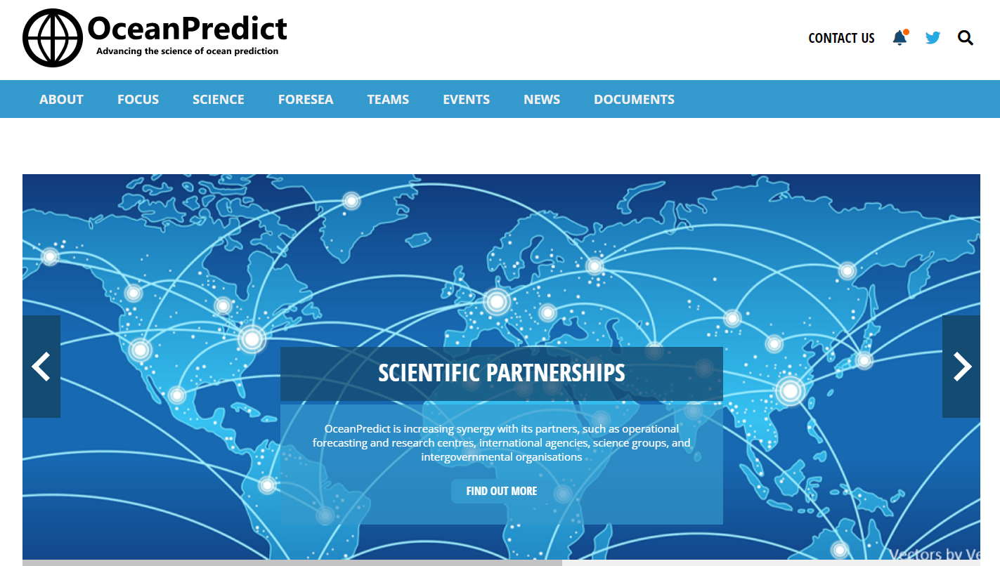 OceanPredict
Advancing the science of ocean prediction
CONTACT US
ABOUT FOCUS SCIENCE FORESEA TEAMS EVENTS NEWS DOCUMENTS
SCIENTIFIC PARTNERSHIPS
OceanPredict is increasing synergy with its partners, such as operational
forecasting and research centres, international agencies, science groups, and
intergovernmental organisations
FIND OUT MORE
Vectors by Ve